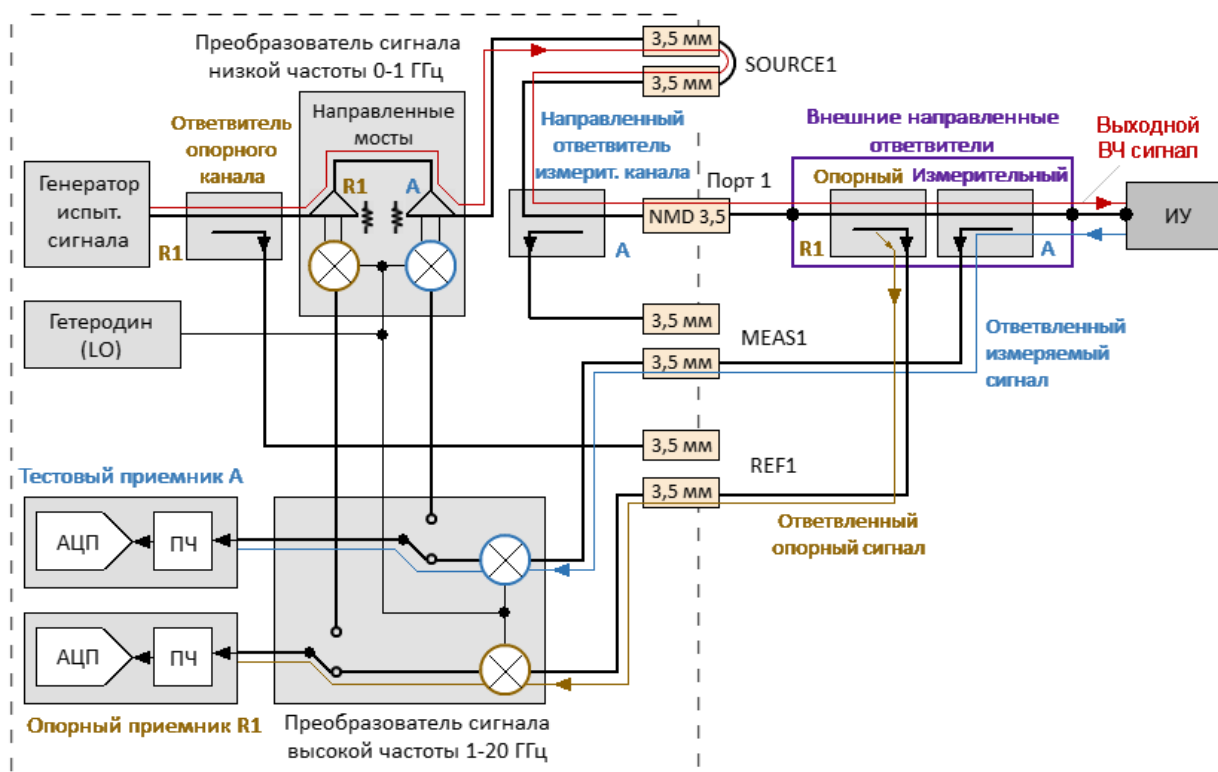 Преобразователь сигнала
низкой частоты 0-1 ГГц
3,5 мм
3,5 мм
SOURCE1
Ответвитель
опорного
канала
Направленные
мосты
R1
A
Направленный
ответвитель
измерит. канала
Внешние направленные
ответвители
Выходной
ВЧ сигнал
Генератор
испыт.
сигнала
R1
A
Порт 1
NMD 3,5
Опорный
Измерительный
R1
A
ИУ
Гетеродин
(LO)
3,5 мм
MEAS1
3,5 мм
Ответвленный
измеряемый
сигнал
3,5 мм
REF1
3,5 мм
Ответвленный
опорный сигнал
Тестовый приемник A
АЦП
ПЧ
АЦП
ПЧ
Опорный приемник R1
Преобразователь сигнала
высокой частоты 1-20 ГГц